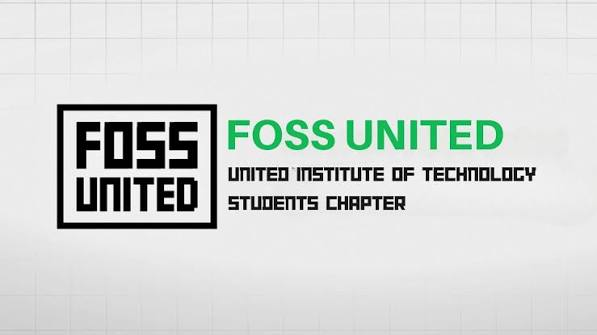 FOSS
UNITED
FOSS UNITED
UNITED INSTITUTE OF TECHNOLOGY
STUDENTS CHAPTER